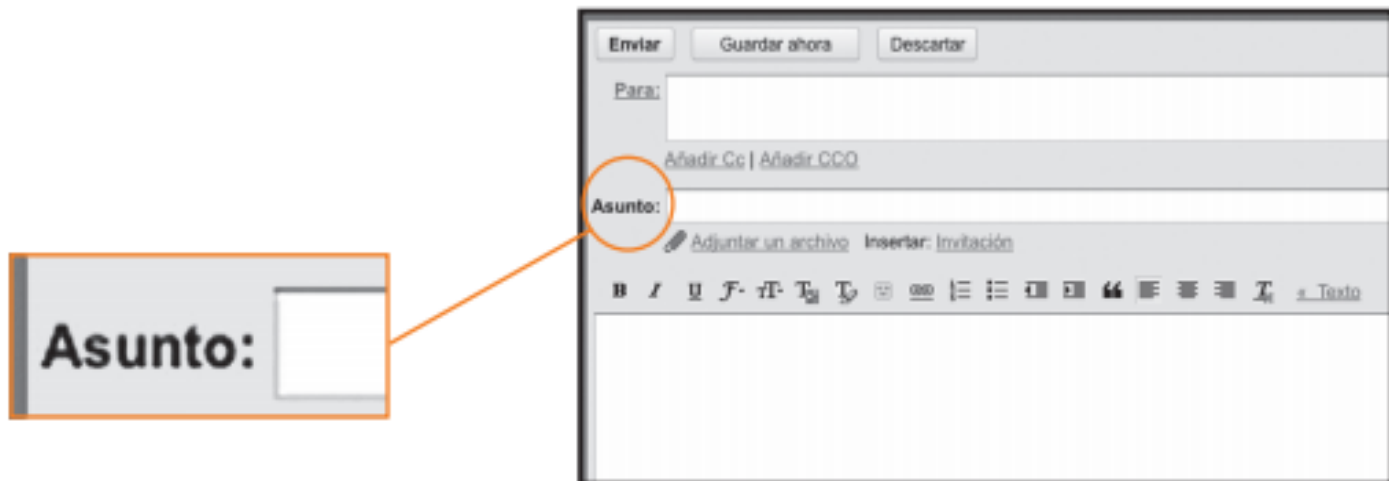 Enviar Guardar ahora Descartar
Para:
Añadir Cc | Añadir CCO
Asunto:
Adjuntar un archivo Insertar: Invitación
B I U « Texto
Asunto: